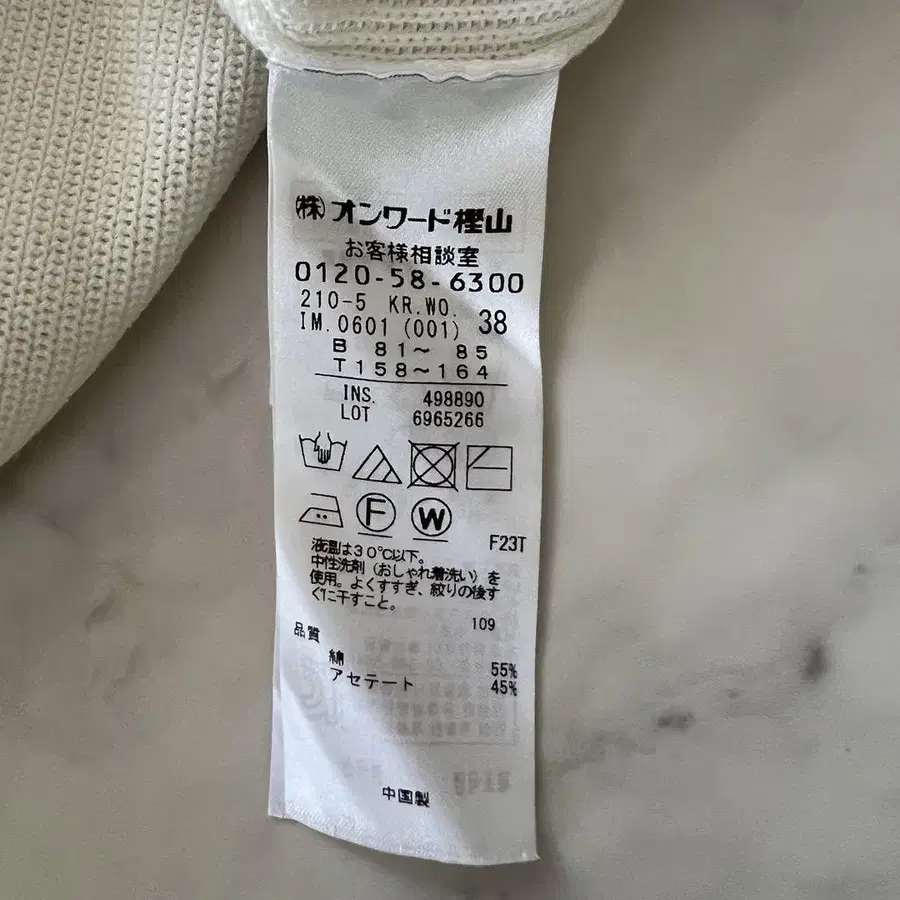 ㈱オンワード樫山
お客様相談室
0120-58-6300
210-5 KR.WO. 38
IM.0601 (001)
B 81~ 85
T158~164
INS. 498890
LOT 6965266
F W
F23T
液温は30℃以下。
中性洗剤（おしゃれ着洗い）を
使用。よくすすぎ、絞りの後す
ぐに干すこと。
109
品質
綿 55%
アセテート 45%
中国製